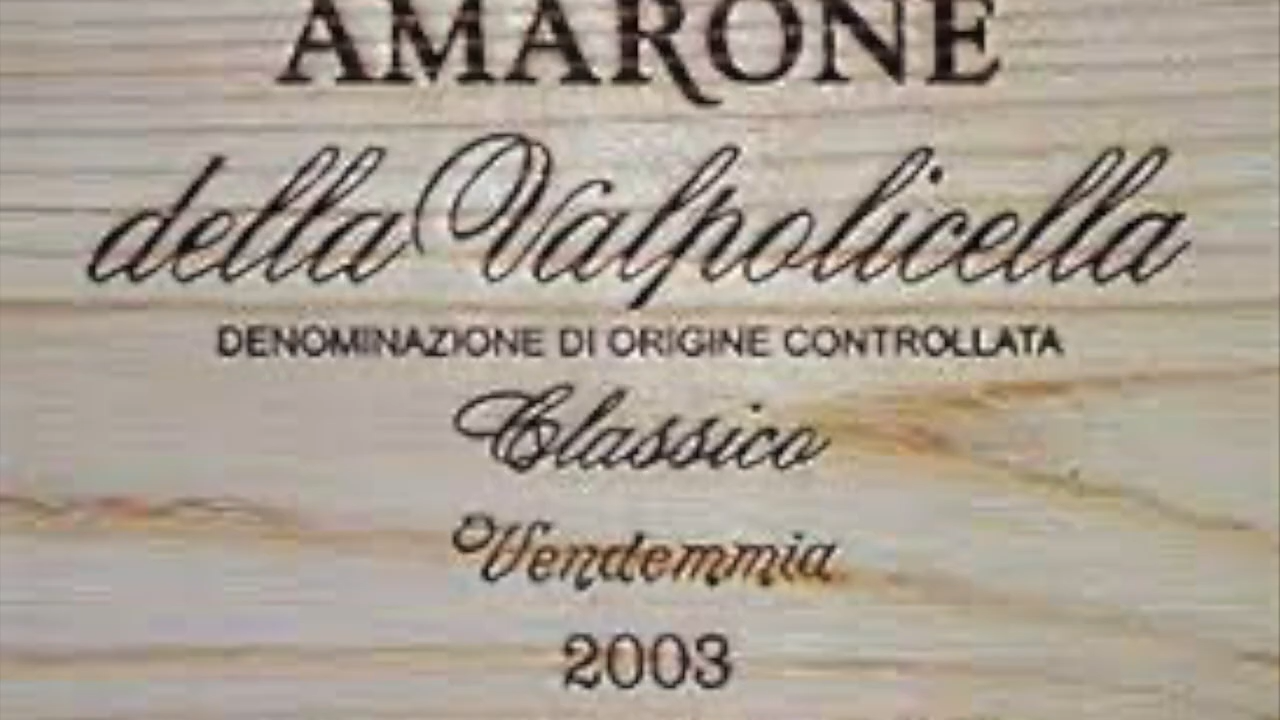 AMARONE
della Valpolicella
DENOMINAZIONE DI ORIGINE CONTROLLATA
Classico
Vendemmia
2003